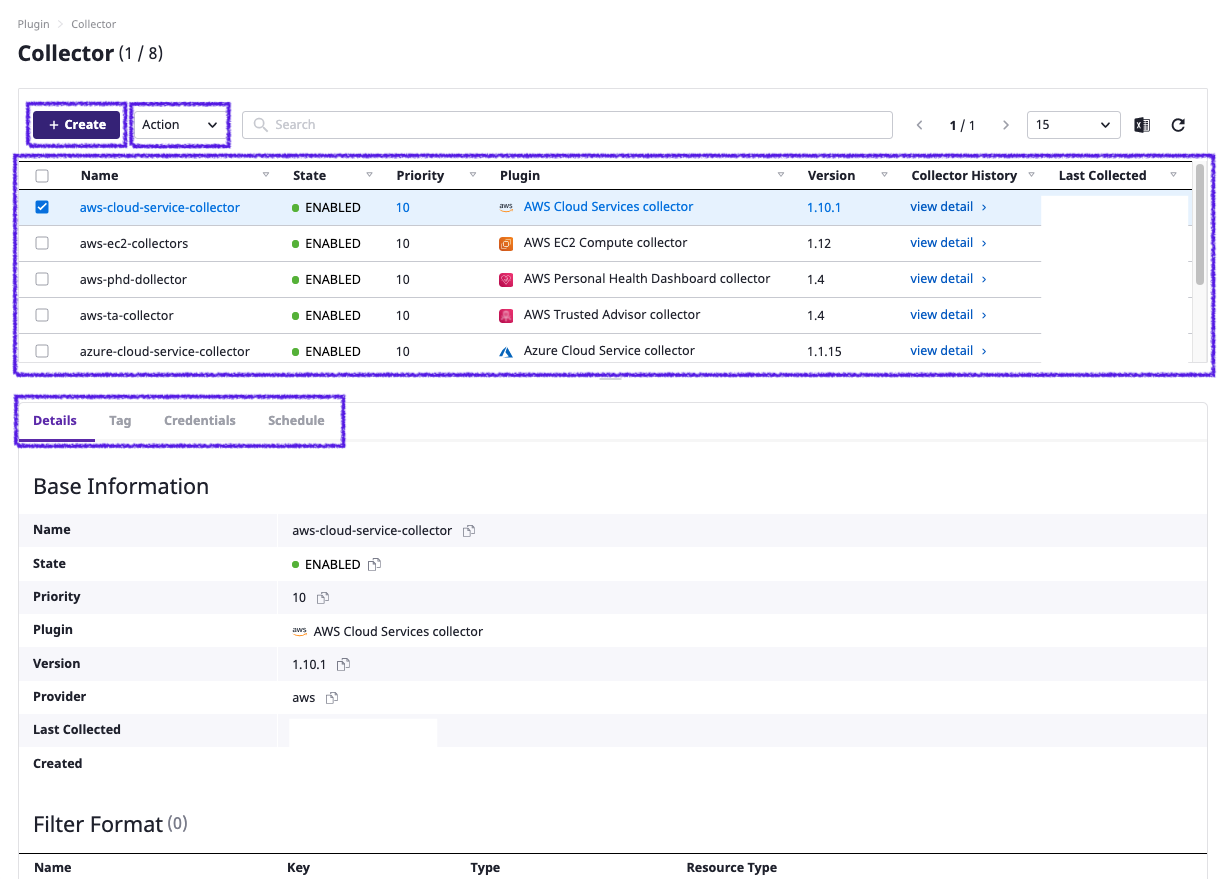 Plugin > Collector
Collector (1 / 8)
+ Create Action Search 1 / 1 15
Name State Priority Plugin Version Collector History Last Collected
aws-cloud-service-collector ENABLED 10 aws AWS Cloud Services collector 1.10.1 view detail >
aws-ec2-collectors ENABLED 10 AWS EC2 Compute collector 1.12 view detail >
aws-phd-dollector ENABLED 10 AWS Personal Health Dashboard collector 1.4 view detail >
aws-ta-collector ENABLED 10 AWS Trusted Advisor collector 1.4 view detail >
azure-cloud-service-collector ENABLED 10 Azure Cloud Service collector 1.1.15 view detail >
Details Tag Credentials Schedule
Base Information
Name aws-cloud-service-collector
State ENABLED
Priority 10
Plugin aws AWS Cloud Services collector
Version 1.10.1
Provider aws
Last Collected
Created
Filter Format (0)
Name Key Type Resource Type